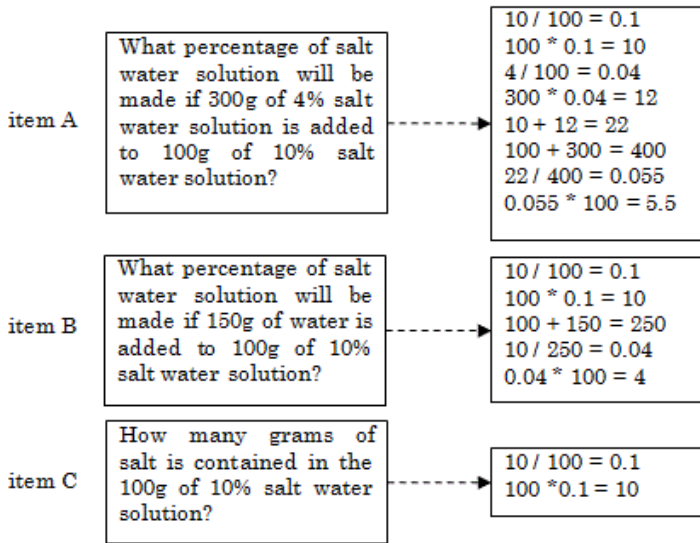 item A
What percentage of salt
water solution will be
made if 300g of 4% salt
water solution is added
to 100g of 10% salt
water solution?
10 / 100 = 0.1
100 * 0.1 = 10
4 / 100 = 0.04
300 * 0.04 = 12
10 + 12 = 22
100 + 300 = 400
22 / 400 = 0.055
0.055 * 100 = 5.5
item B
What percentage of salt
water solution will be
made if 150g of water is
added to 100g of 10%
salt water solution?
10 / 100 = 0.1
100 * 0.1 = 10
100 + 150 = 250
10 / 250 = 0.04
0.04 * 100 = 4
item C
How many grams of
salt is contained in the
100g of 10% salt water
solution?
10 / 100 = 0.1
100 *0.1 = 10